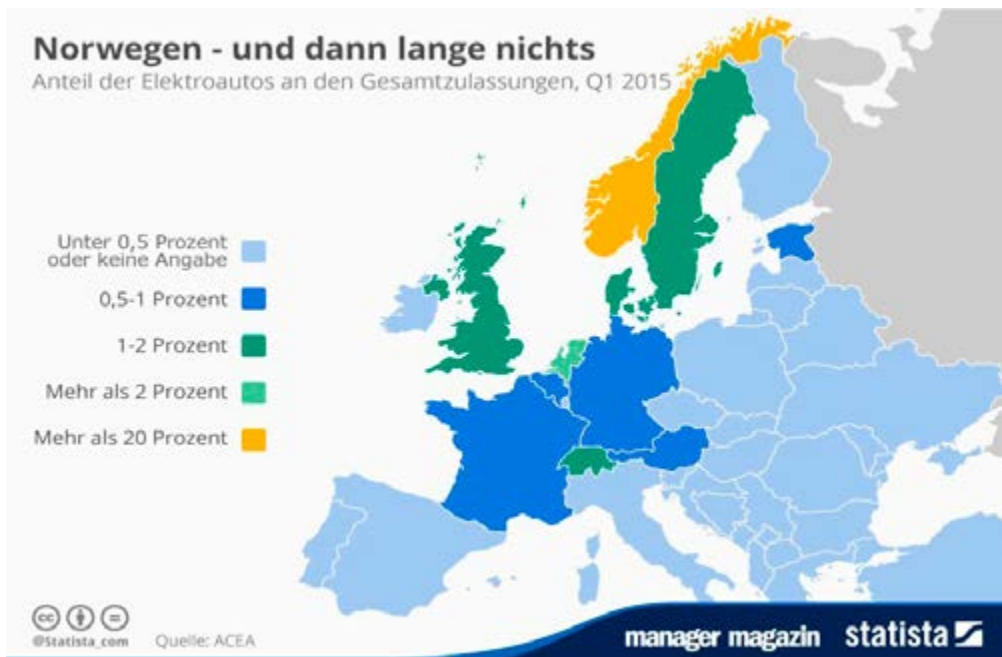 Norwegen - und dann lange nichts
Anteil der Elektroautos an den Gesamtzulassungen, Q1 2015
Unter 0,5 Prozent
oder keine Angabe
0,5-1 Prozent
1-2 Prozent
Mehr als 2 Prozent
Mehr als 20 Prozent
cc
@Statista_com Quelle: ACEA
manager magazin statista